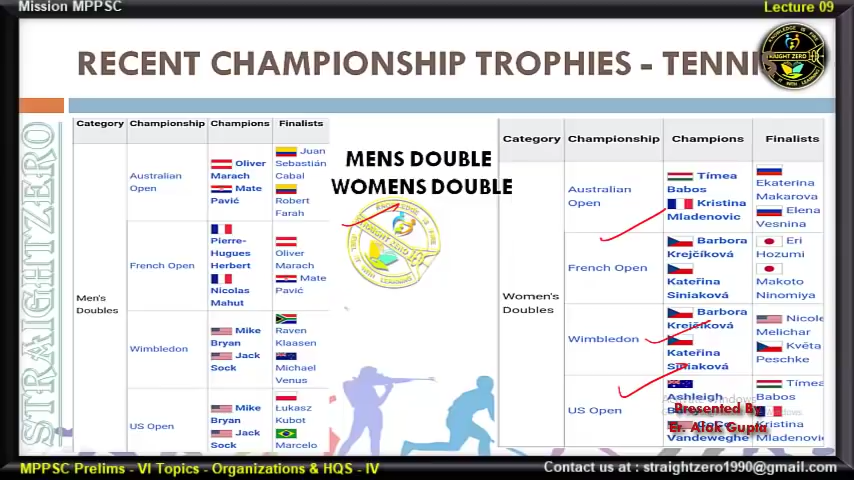 Mission MPPSC
Lecture 09
RECENT CHAMPIONSHIP TROPHIES - TENNI
STRAIGHTZERO
Category Championship Champions Finalists
Men's Doubles
Australian Open
Oliver Marach
Mate Pavić
Juan Sebastián Cabal
Robert Farah
French Open
Pierre-Hugues Herbert
Nicolas Mahut
Oliver Marach
Mate Pavić
Wimbledon
Mike Bryan
Jack Sock
Raven Klaasen
Michael Venus
US Open
Mike Bryan
Jack Sock
Łukasz Kubot
Marcelo
MENS DOUBLE
WOMENS DOUBLE
Category Championship Champions Finalists
Women's Doubles
Australian Open
Tímea Babos
Kristina Mladenovic
Ekaterina Makarova
Elena Vesnina
French Open
Barbora Krejčíková
Kateřina Siniaková
Eri Hozumi
Makoto Ninomiya
Wimbledon
Barbora Krejčíková
Kateřina Siniaková
Nicole Melichar
Květa Peschke
US Open
Ashleigh
Vandeweghe
Tímea Babos
Kristina Mladenovi
Presented By
Er. Alok Gupta
MPPSC Prelims - VI Topics - Organizations & HQS - IV
Contact us at : straightzero1990@gmail.com